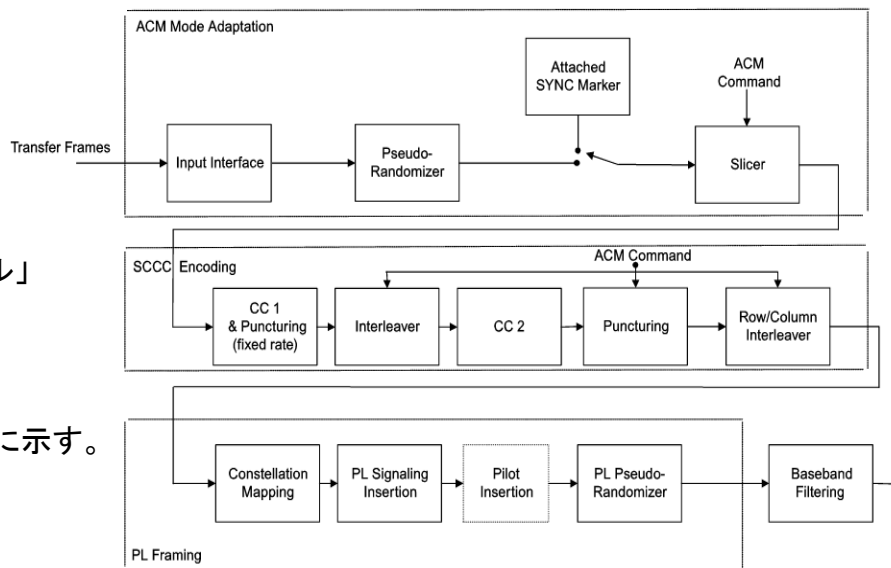 ACM Mode Adaptation
Attached
SYNC Marker
ACM
Command
Transfer Frames
Input Interface
Pseudo-
Randomizer
Slicer
ル」
SCCC Encoding
ACM Command
CC 1
& Puncturing
(fixed rate)
Interleaver
CC 2
Puncturing
Row/Column
Interleaver
に示す。
Constellation
Mapping
PL Signaling
Insertion
Pilot
Insertion
PL Pseudo-
Randomizer
Baseband
Filtering
PL Framing